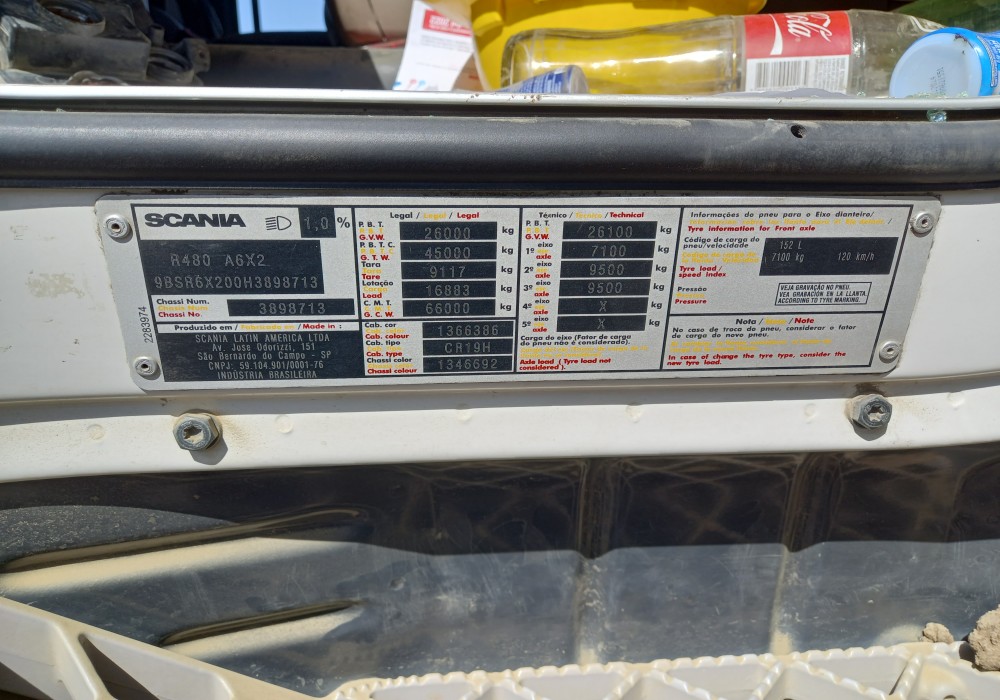 Cola
SCANIA
1,0 %
R480 A6X2
9BSR6X200H3898713
Chassi Num.
Chassi No.
3898713
Produzido em / Fabricado en / Made in :
SCANIA LATIN AMERICA LTDA
Av. Jose Odorizzi, 151
São Bernardo do Campo - SP
CNPJ: 59.104.901/0001-76
INDÚSTRIA BRASILEIRA
2283974
Legal / Legal / Legal
P. B. T.
G.V.W.
26000 kg
P. B. T. C.
G. T. W.
45000 kg
Tara
Tara
Tare
9117 kg
Lotação
Carga
Load
16883 kg
C. M. T.
G. C. W.
66000 kg
Cab. cor
Cab. colour
1366386
Cab. tipo
Cab. type
CR19H
Chassi color
Chassi colour
1346692
Técnico / Técnico / Technical
P. B. T.
G.V.W.
26100 kg
1º eixo
axle
7100 kg
2º eixo
axle
9500 kg
3º eixo
axle
9500 kg
4º eixo
axle
X kg
5º eixo
axle
X kg
Carga do eixo (Fator de carga
do pneu não é considerado).
Axle load ( Tyre load not
considered ).
Informações do pneu para o Eixo dianteiro/
Tyre information for Front axle
Código de carga do
pneu/velocidade
Tyre load /
speed index
152 L
7100 kg 120 km/h
Pressão
Pressure
VEJA GRAVAÇÃO NO PNEU.
VEA GRABACIÓN EN LA LLANTA.
ACCORDING TO TYRE MARKING.
Nota / Nota / Note
No caso de troca do pneu, considerar o fator
de carga do novo pneu.
In case of change the tyre type, consider the
new tyre load.